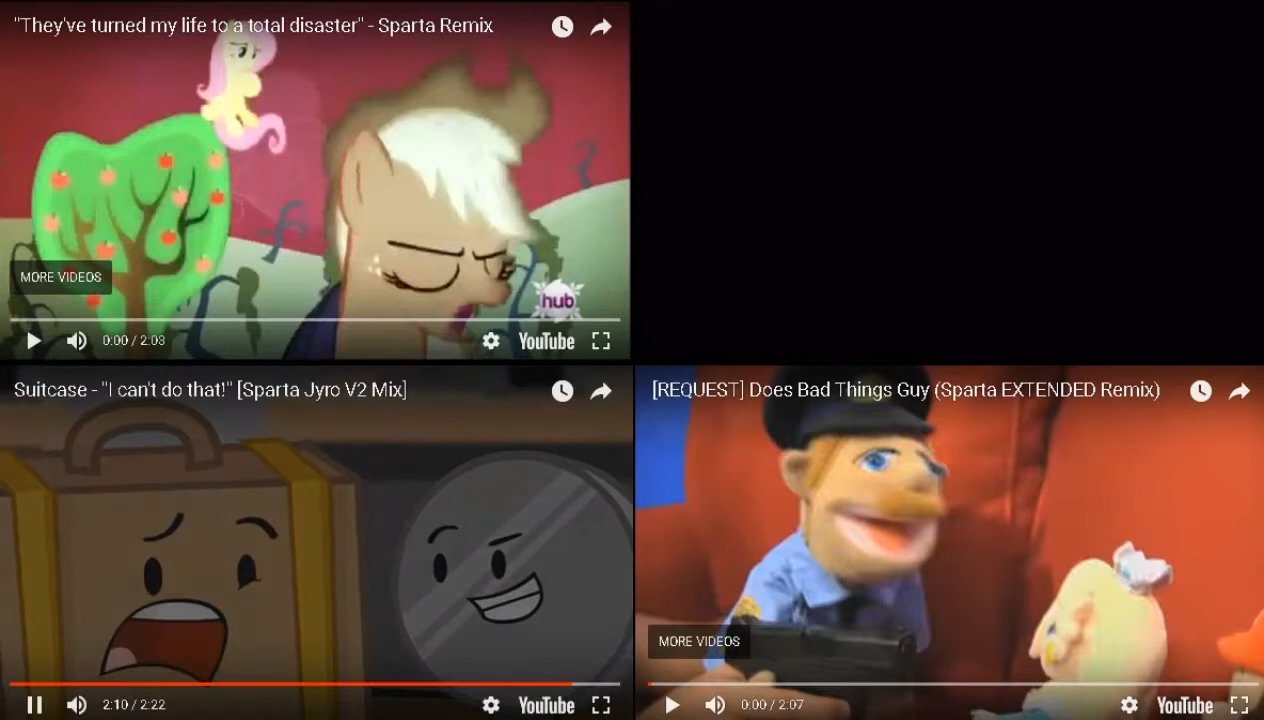 "They've turned my life to a total disaster" - Sparta Remix
MORE VIDEOS
hub
0:00 / 2:03
YouTube
Suitcase - "I can't do that!" [Sparta Jyro V2 Mix]
2:10 / 2:22
YouTube
[REQUEST] Does Bad Things Guy (Sparta EXTENDED Remix)
MORE VIDEOS
0:00 / 2:07
YouTube